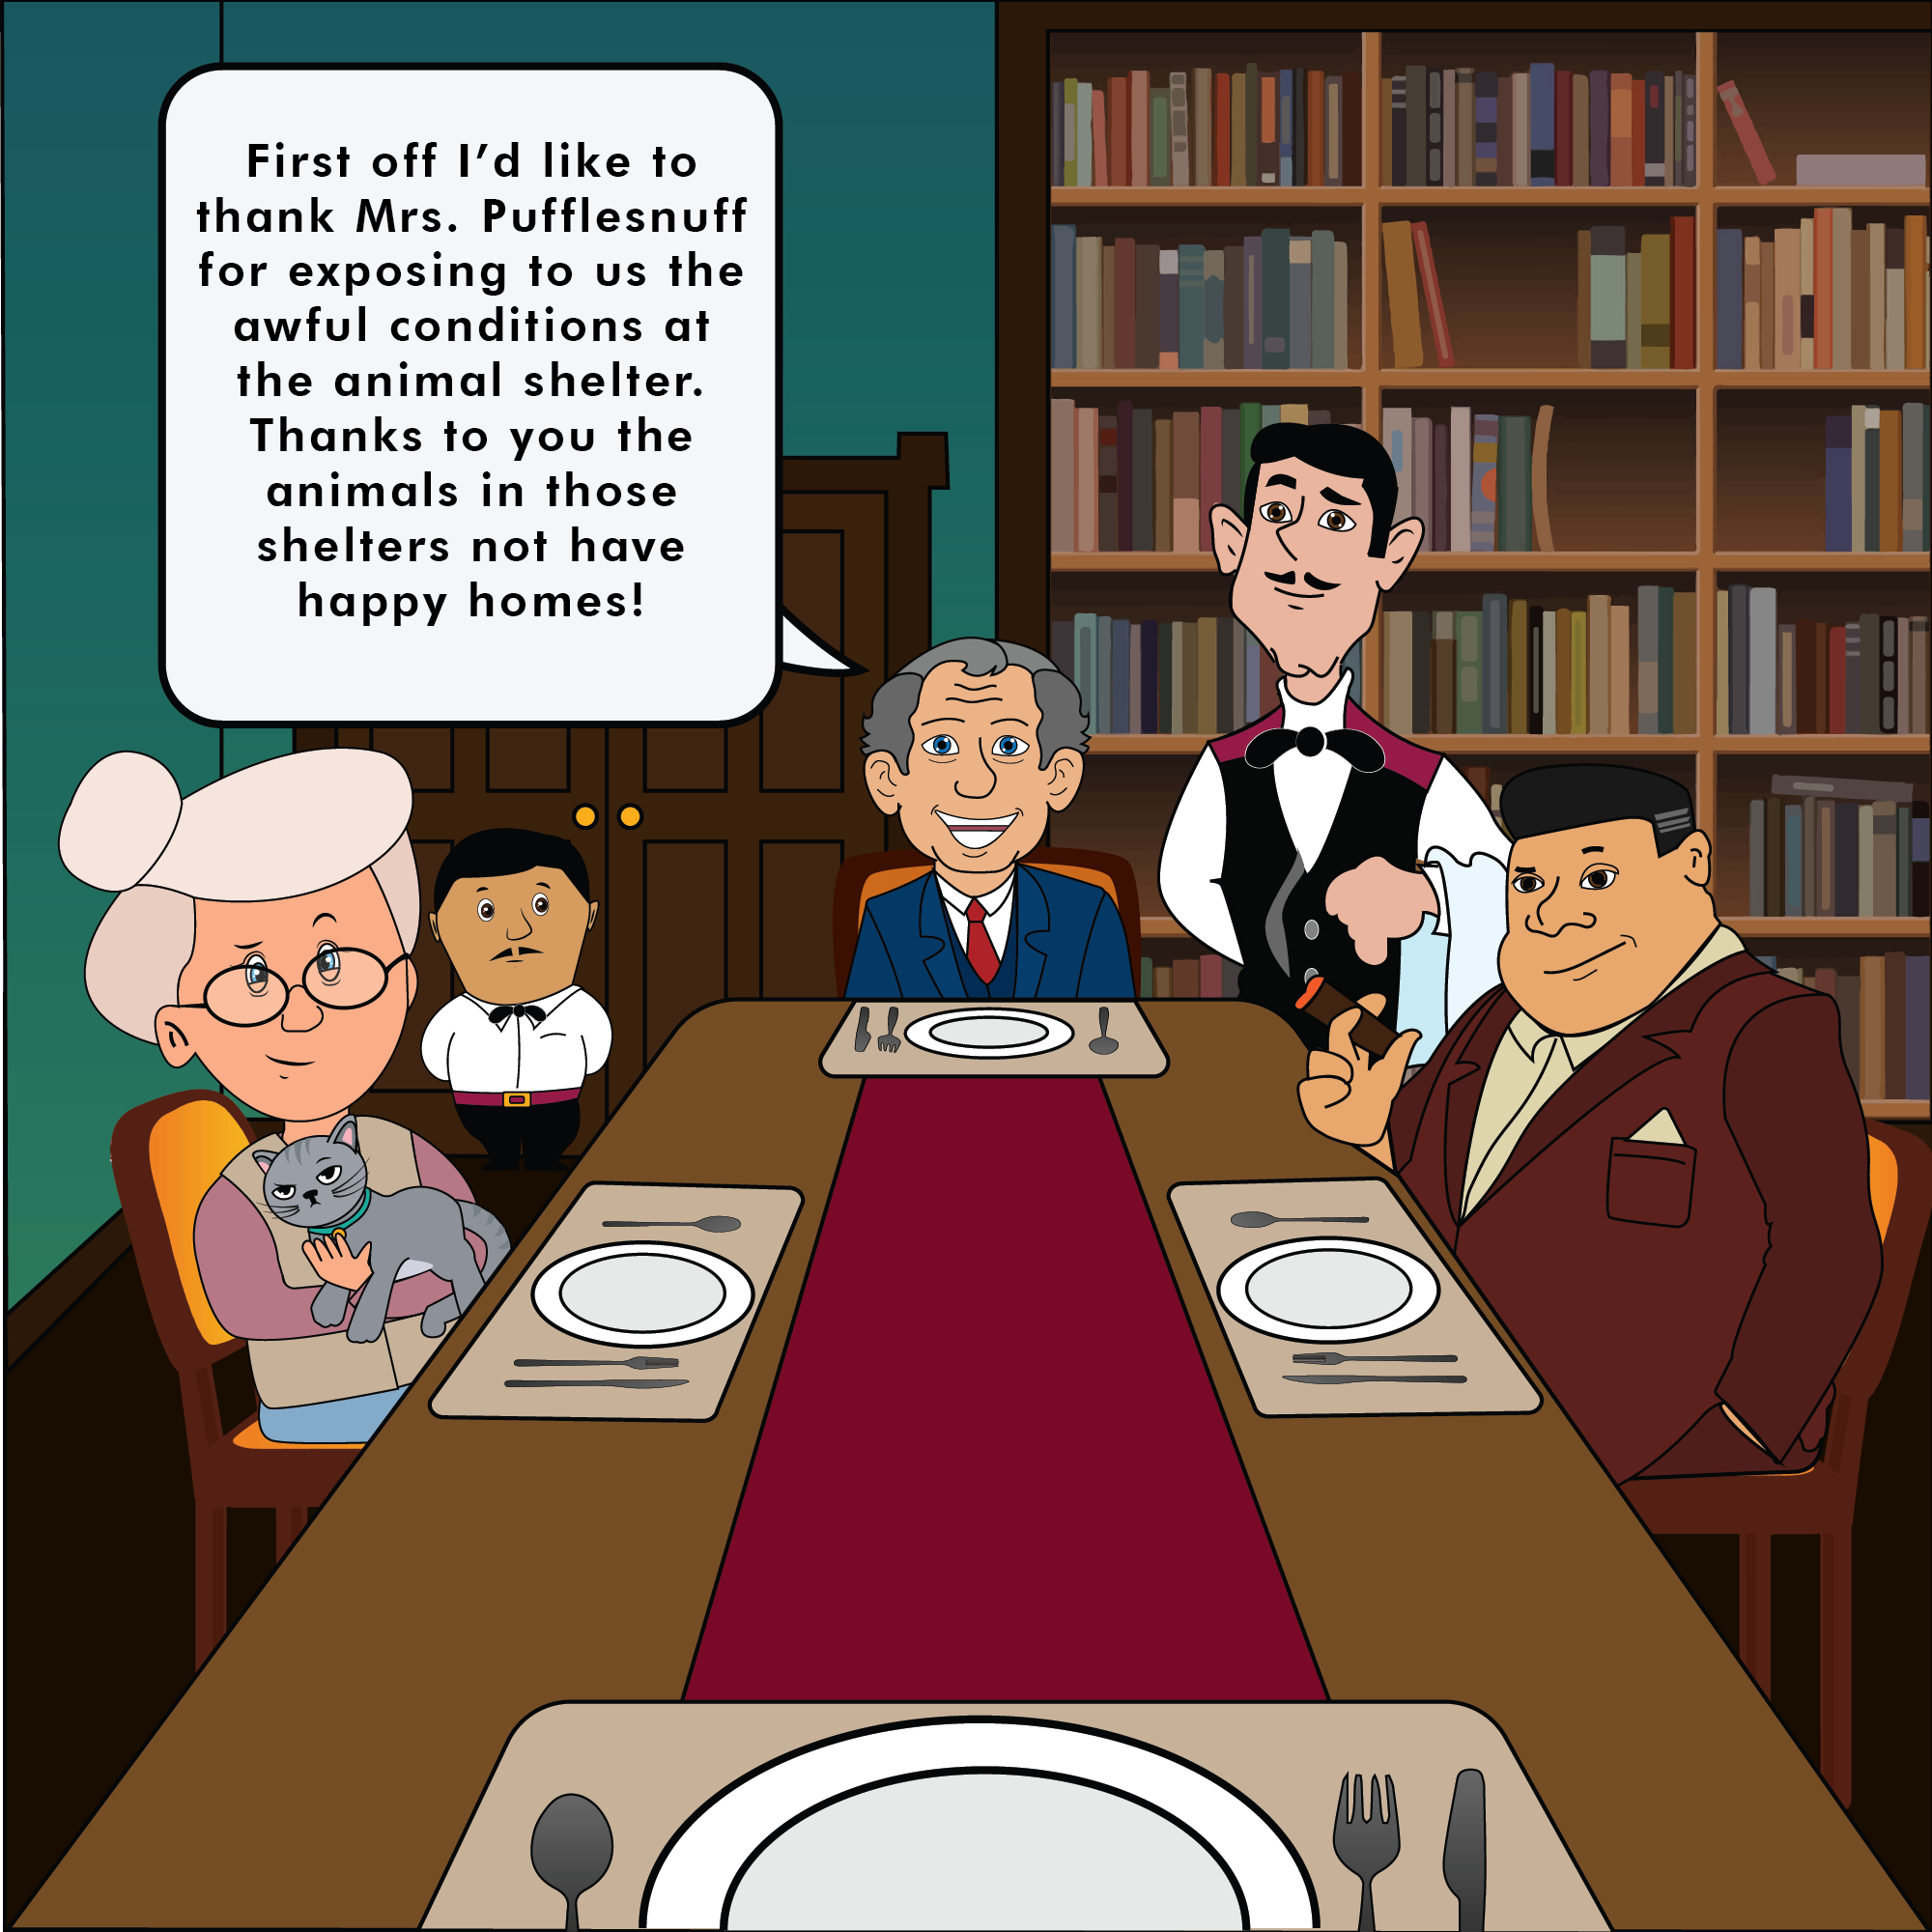 First off I'd like to
thank Mrs. Pufflesnuff
for exposing to us the
awful conditions at
the animal shelter.
Thanks to you the
animals in those
shelters not have
happy homes!